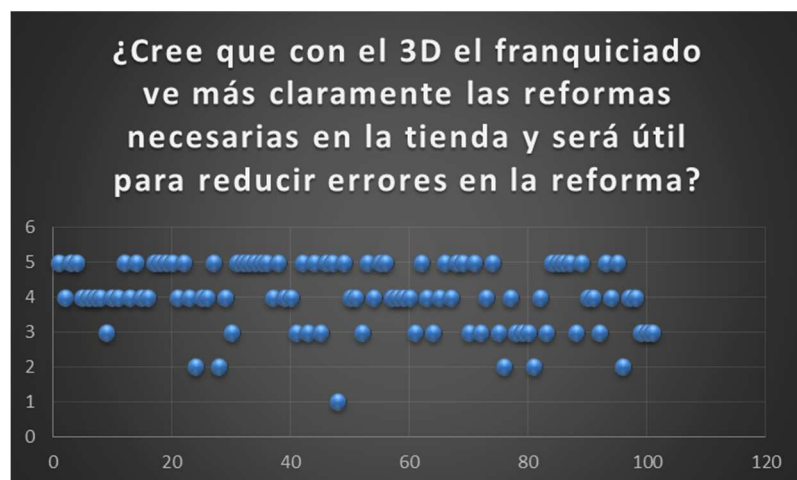 ¿Cree que con el 3D el franquiciado
ve más claramente las reformas
necesarias en la tienda y será útil
para reducir errores en la reforma?
6
5
4
3
2
1
0
0 20 40 60 80 100 120